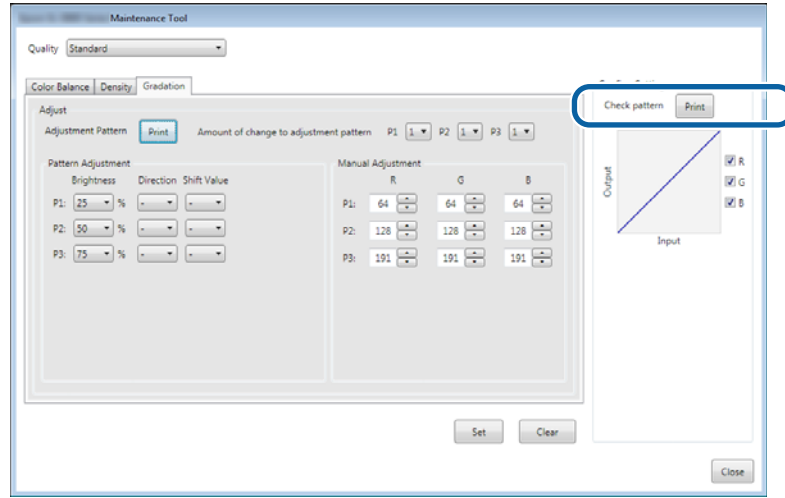 Maintenance Tool
Quality Standard
Color Balance Density Gradation
Adjust
Adjustment Pattern Print Amount of change to adjustment pattern P1 1 P2 1 P3 1
Pattern Adjustment
Brightness Direction Shift Value
P1: 25 % - -
P2: 50 % - -
P3: 75 % - -
Manual Adjustment
R G B
P1: 64 64 64
P2: 128 128 128
P3: 191 191 191
Set Clear
Check pattern Print
Output
Input
R
G
B
Close